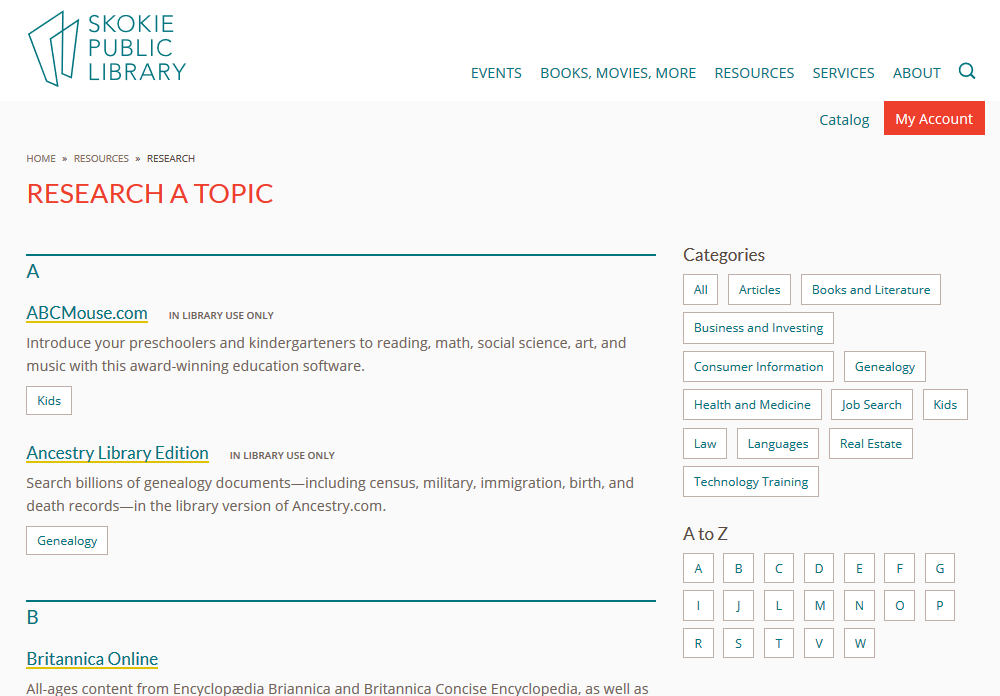 SKOKIE
PUBLIC
LIBRARY
EVENTS BOOKS, MOVIES, MORE RESOURCES SERVICES ABOUT
Catalog My Account
HOME » RESOURCES » RESEARCH
RESEARCH A TOPIC
A
ABCMouse.com IN LIBRARY USE ONLY
Introduce your preschoolers and kindergarteners to reading, math, social science, art, and
music with this award-winning education software.
Kids
Ancestry Library Edition IN LIBRARY USE ONLY
Search billions of genealogy documents—including census, military, immigration, birth, and
death records—in the library version of Ancestry.com.
Genealogy
B
Britannica Online
All-ages content from Encyclopædia Briannica and Britannica Concise Encyclopedia, as well as
Categories
All Articles Books and Literature
Business and Investing
Consumer Information Genealogy
Health and Medicine Job Search Kids
Law Languages Real Estate
Technology Training
A to Z
A B C D E F G
I J L M N O P
R S T V W